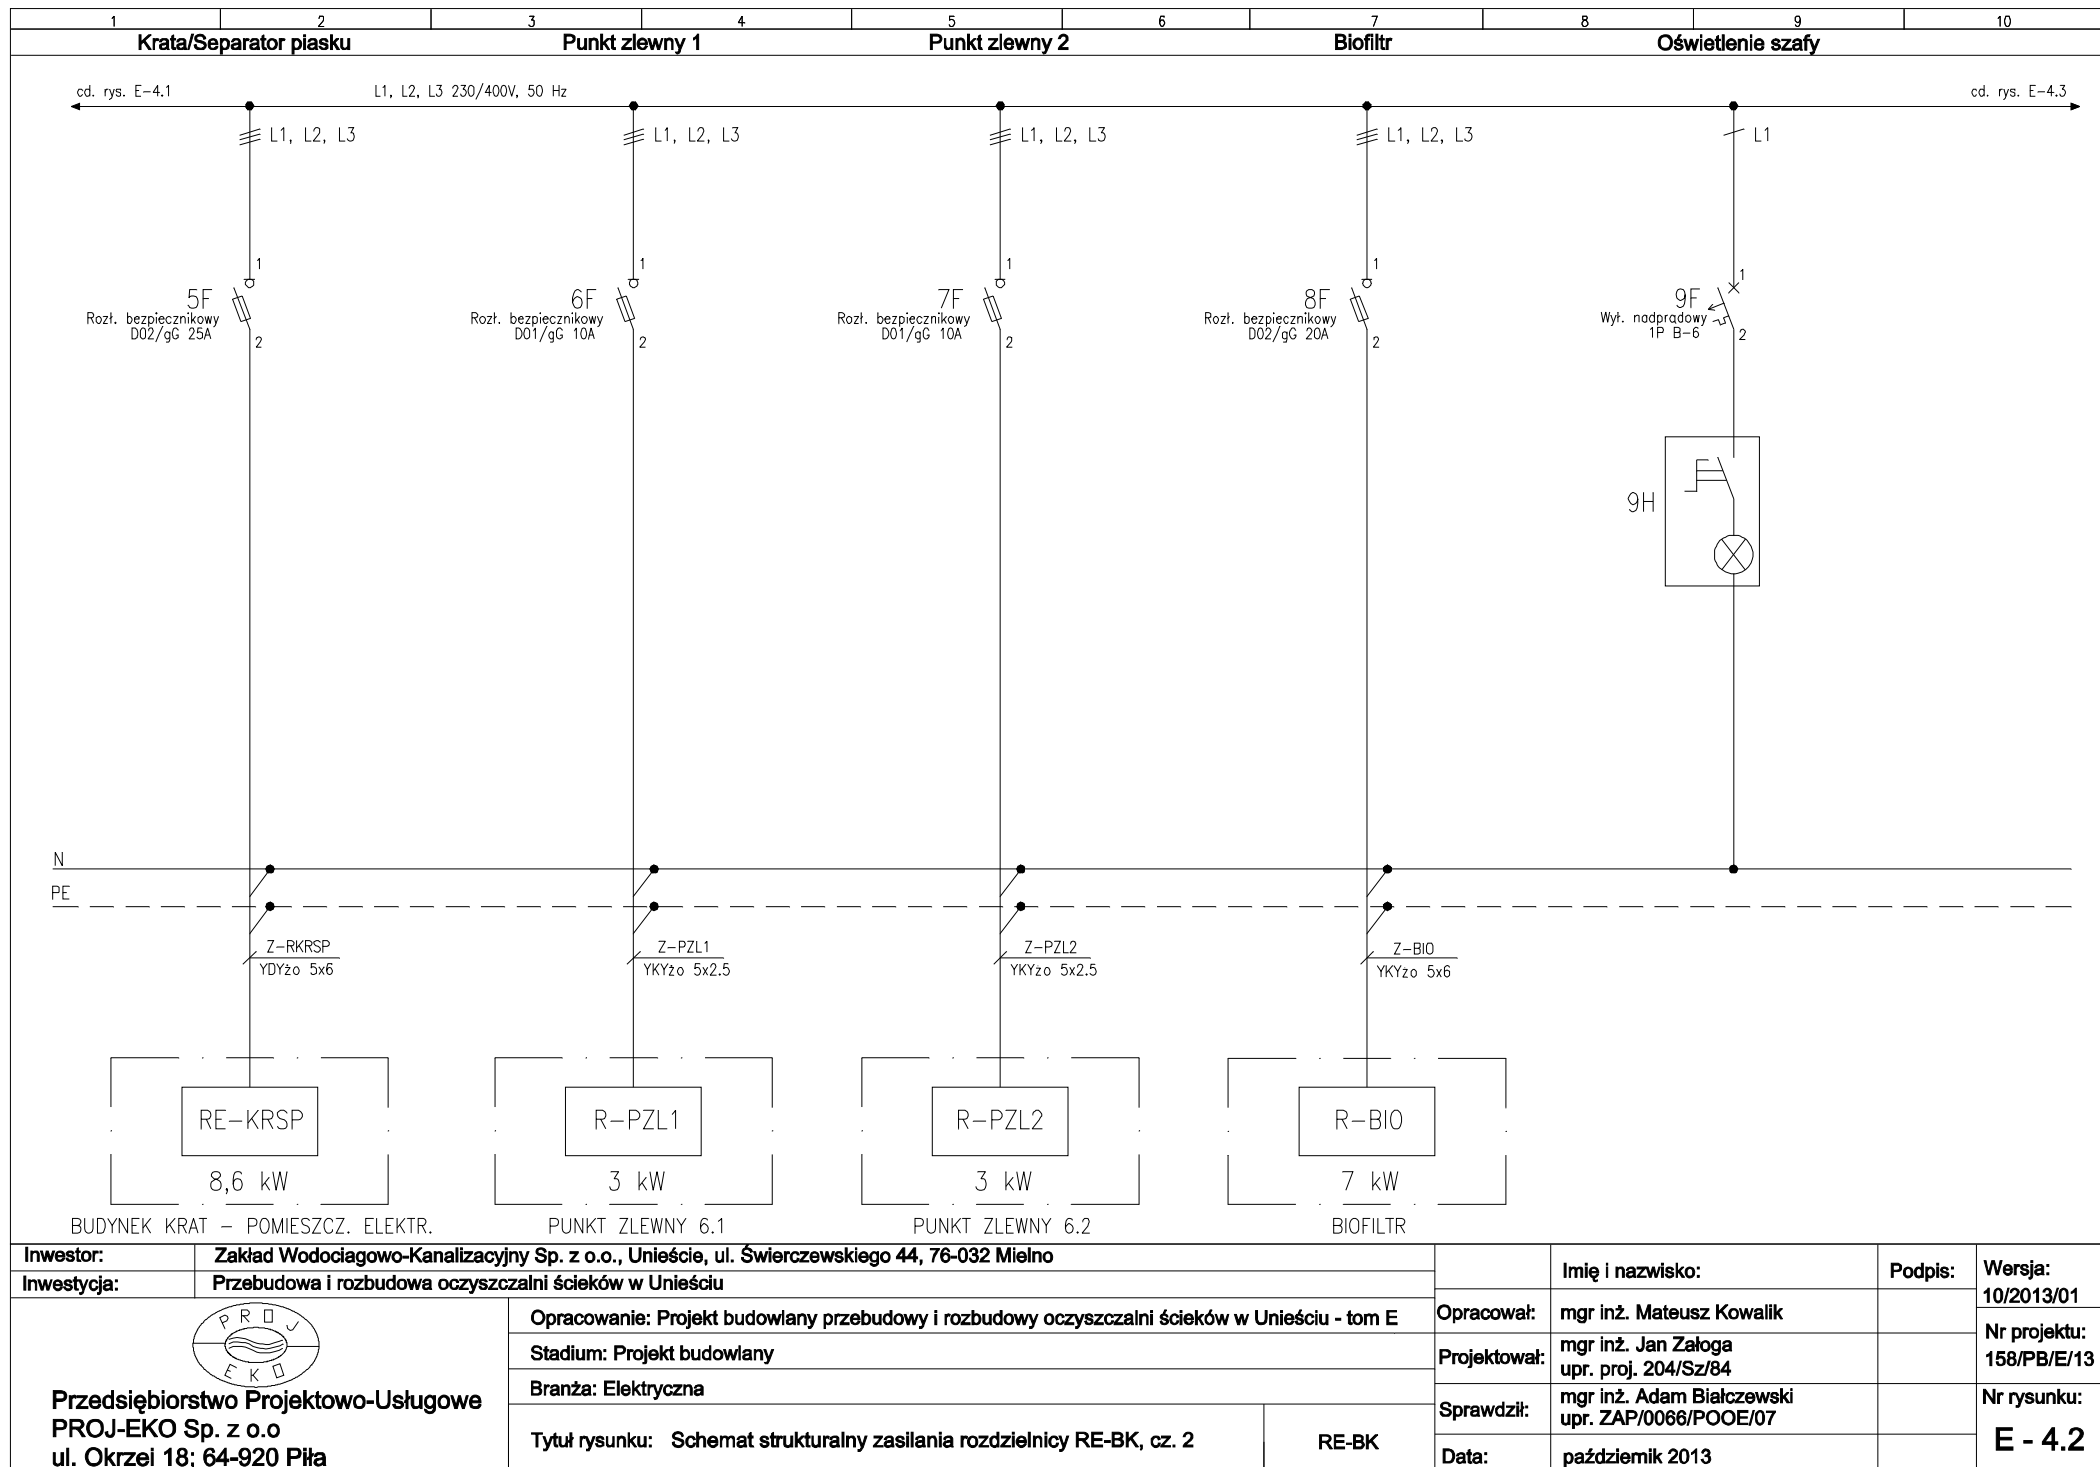 1 2 3 4 5 6 7 8 9 10
Krata/Separator piasku Punkt zlewny 1 Punkt zlewny 2 Biofiltr Oświetlenie szafy
cd. rys. E-4.1 L1, L2, L3 230/400V, 50 Hz cd. rys. E-4.3
L1, L2, L3 L1, L2, L3 L1, L2, L3 L1, L2, L3 L1
1 1 1 1 1
5F 6F 7F 8F 9F
Rozł. bezpiecznikowy Rozł. bezpiecznikowy Rozł. bezpiecznikowy Rozł. bezpiecznikowy Wył. nadprądowy
D02/gG 25A D01/gG 10A D01/gG 10A D02/gG 20A 1P B-6
2 2 2 2 2
9H
N
PE
Z-RKRSP Z-PZL1 Z-PZL2 Z-BIO
YDYżo 5x6 YKYżo 5x2.5 YKYżo 5x2.5 YKYżo 5x6
RE-KRSP R-PZL1 R-PZL2 R-BIO
8,6 kW 3 kW 3 kW 7 kW
BUDYNEK KRAT - POMIESZCZ. ELEKTR. PUNKT ZLEWNY 6.1 PUNKT ZLEWNY 6.2 BIOFILTR
Inwestor: Zakład Wodociagowo-Kanalizacyjny Sp. z o.o., Unieście, ul. Świerczewskiego 44, 76-032 Mielno
Inwestycja: Przebudowa i rozbudowa oczyszczalni ścieków w Unieściu
PROJ
EKO
Przedsiębiorstwo Projektowo-Usługowe
PROJ-EKO Sp. z o.o
ul. Okrzei 18; 64-920 Piła
Opracowanie: Projekt budowlany przebudowy i rozbudowy oczyszczalni ścieków w Unieściu - tom E
Stadium: Projekt budowlany
Branża: Elektryczna
Tytuł rysunku: Schemat strukturalny zasilania rozdzielnicy RE-BK, cz. 2 RE-BK
Imię i nazwisko: Podpis:
Opracował: mgr inż. Mateusz Kowalik
Projektował: mgr inż. Jan Załoga
upr. proj. 204/Sz/84
Sprawdził: mgr inż. Adam Białczewski
upr. ZAP/0066/POOE/07
Data: październik 2013
Wersja:
10/2013/01
Nr projektu:
158/PB/E/13
Nr rysunku:
E - 4.2